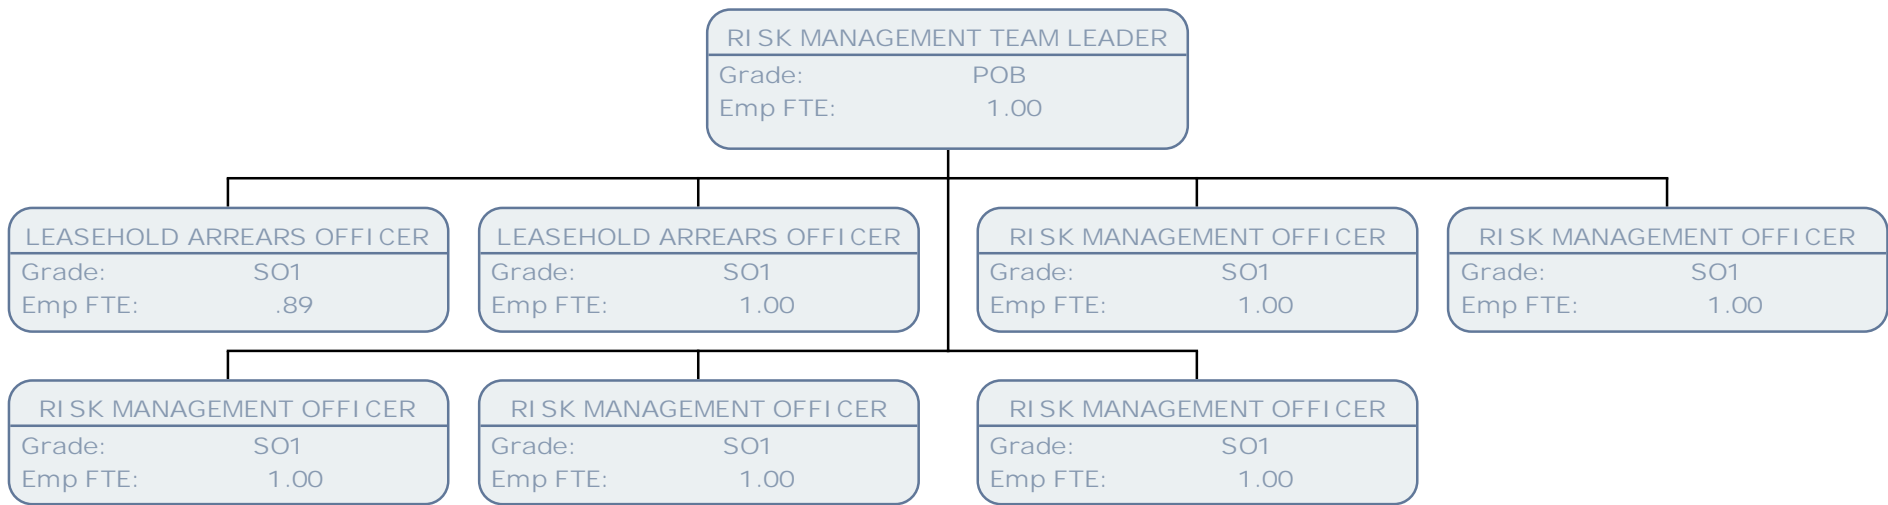 RISK MANAGEMENT TEAM LEADER
Grade: POB
Emp FTE: 1.00
LEASEHOLD ARREARS OFFICER
Grade: SO1
Emp FTE: .89
LEASEHOLD ARREARS OFFICER
Grade: SO1
Emp FTE: 1.00
RISK MANAGEMENT OFFICER
Grade: SO1
Emp FTE: 1.00
RISK MANAGEMENT OFFICER
Grade: SO1
Emp FTE: 1.00
RISK MANAGEMENT OFFICER
Grade: SO1
Emp FTE: 1.00
RISK MANAGEMENT OFFICER
Grade: SO1
Emp FTE: 1.00
RISK MANAGEMENT OFFICER
Grade: SO1
Emp FTE: 1.00